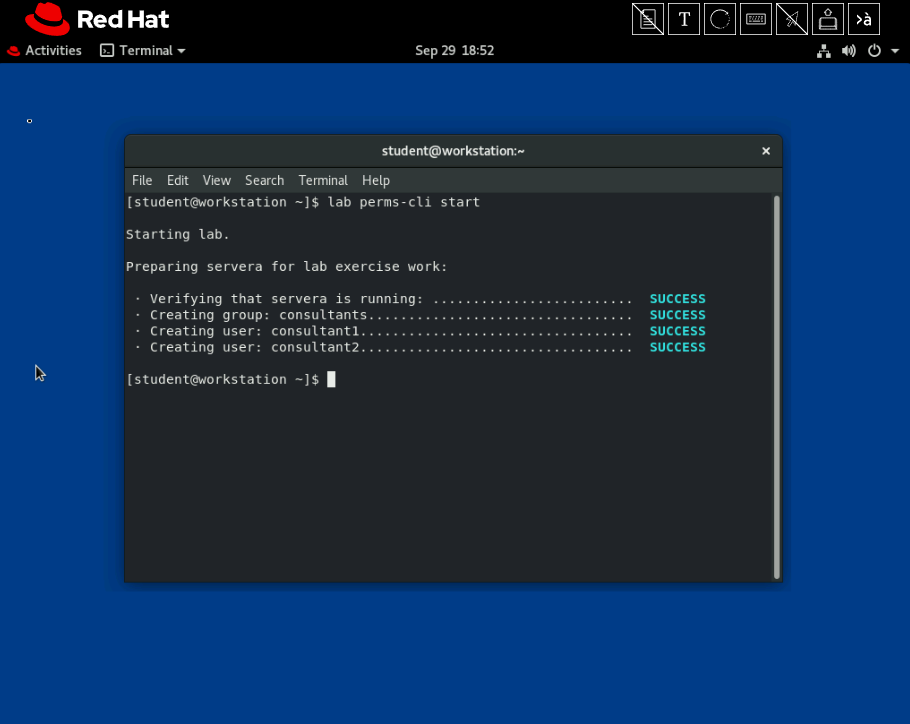 Red Hat
T
>à
Activities Terminal Sep 29 18:52
student@workstation:~ ×
File Edit View Search Terminal Help
[student@workstation ~]$ lab perms-cli start
Starting lab.
Preparing servera for lab exercise work:
· Verifying that servera is running: ......................... SUCCESS
· Creating group: consultants................................. SUCCESS
· Creating user: consultant1.................................. SUCCESS
· Creating user: consultant2.................................. SUCCESS
[student@workstation ~]$